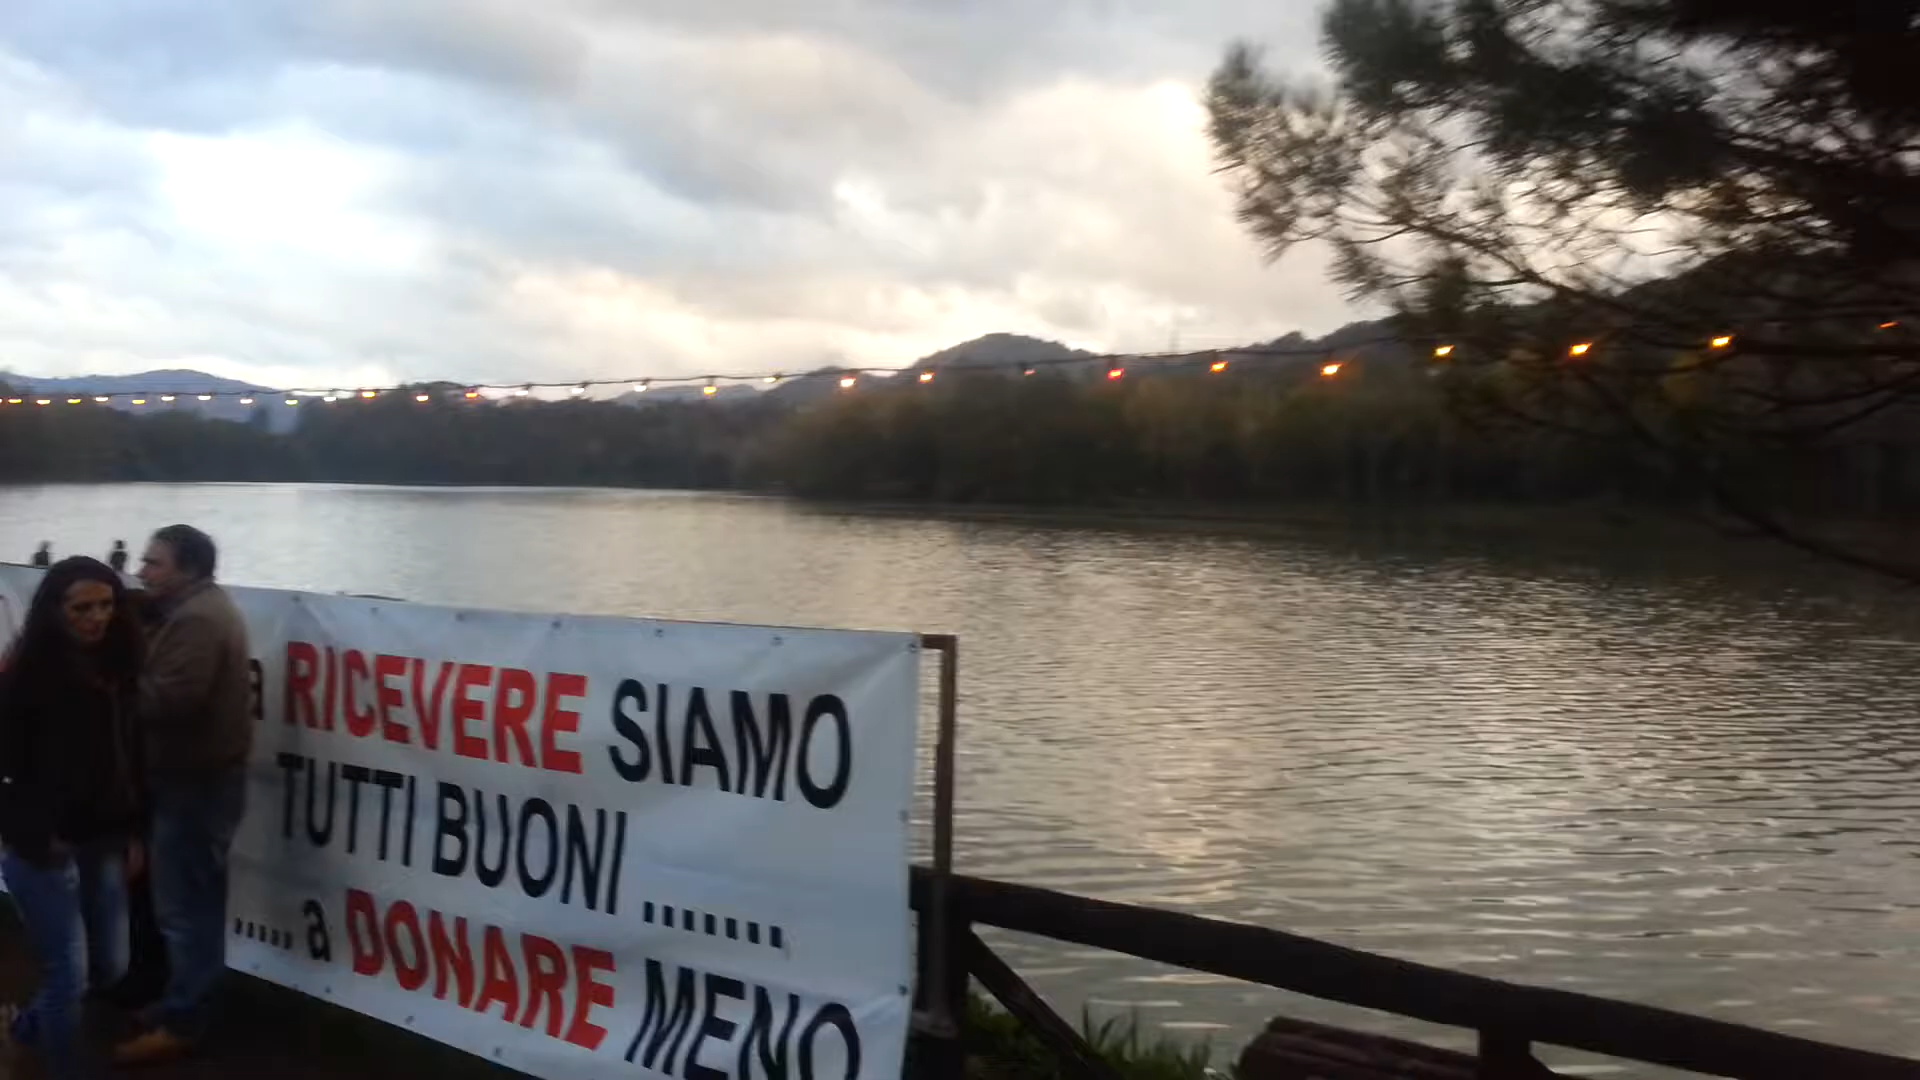 a RICEVERE SIAMO
TUTTI BUONI .......
..... a DONARE MENO